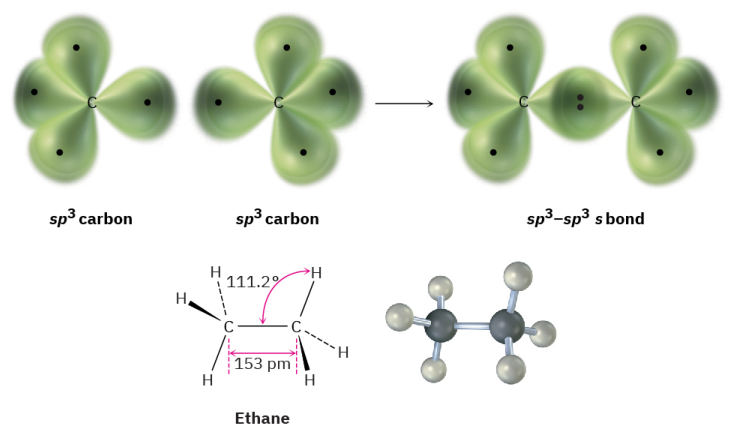 C C C C
sp³ carbon sp³ carbon sp³–sp³ s bond
H 111.2° H
H
C C
H
153 pm
H H
Ethane